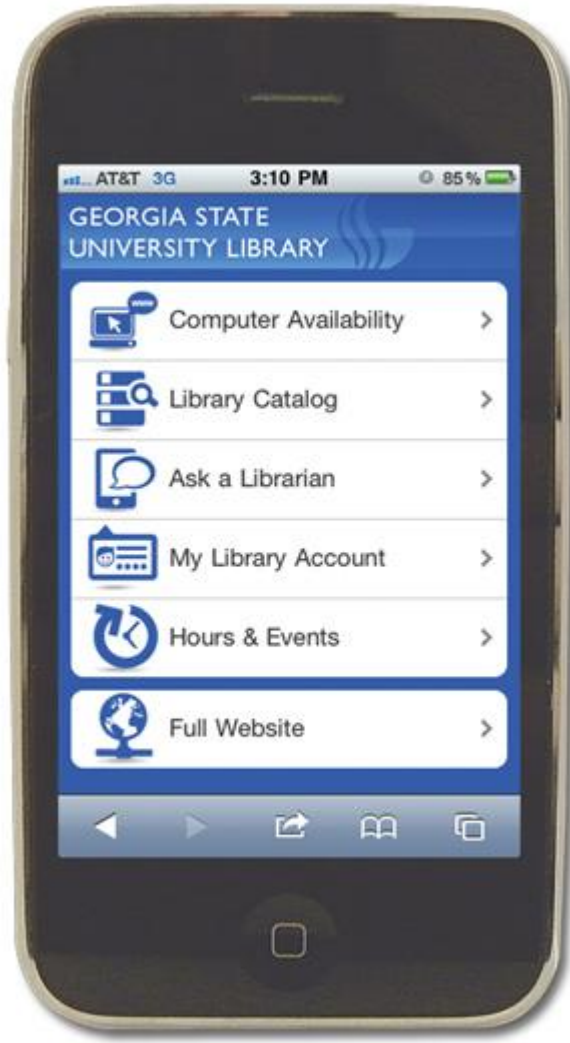 AT&T 3G 3:10 PM 85%
GEORGIA STATE
UNIVERSITY LIBRARY
www
Computer Availability
Library Catalog
Ask a Librarian
My Library Account
Hours & Events
Full Website